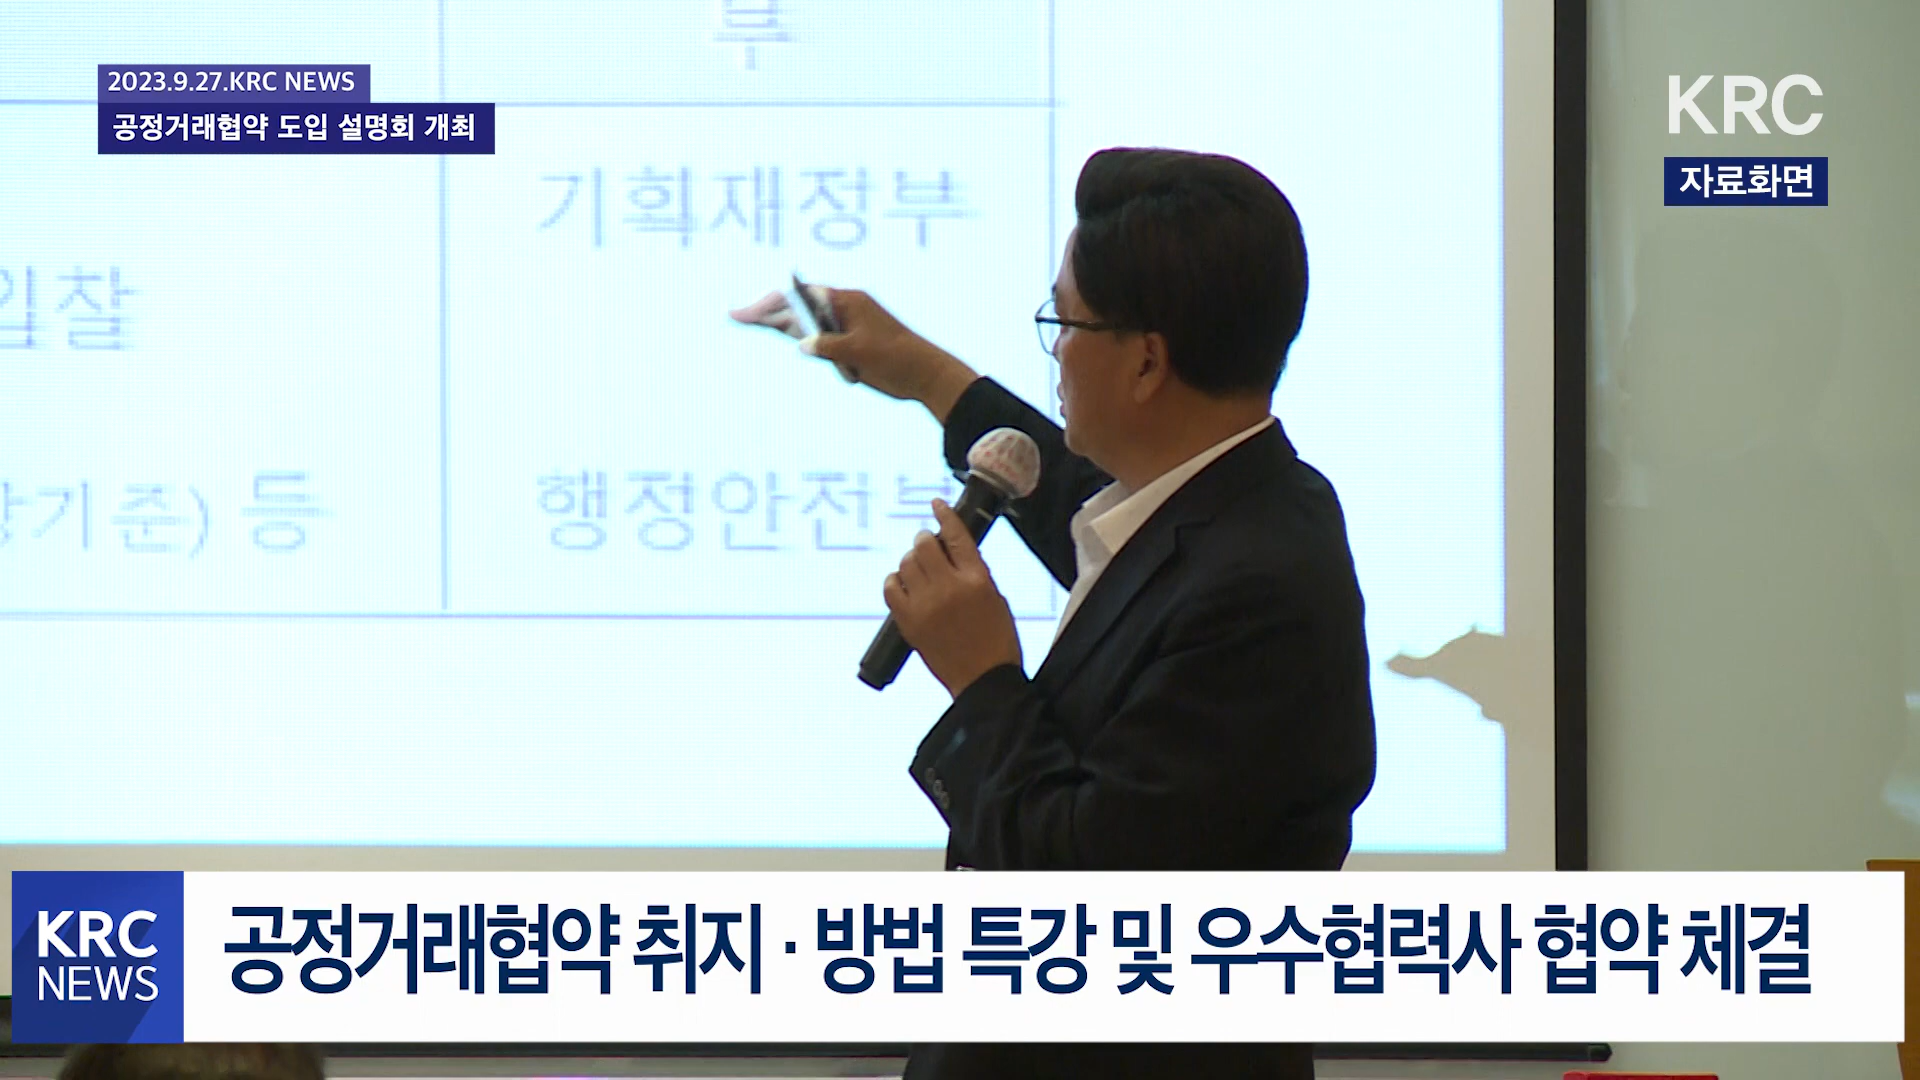 부
2023.9.27.KRC NEWS
공정거래협약 도입 설명회 개최
KRC
자료화면
기획재정부
입찰
기준) 등
행정안전부
KRC
NEWS
공정거래협약 취지·방법 특강 및 우수협력사 협약 체결